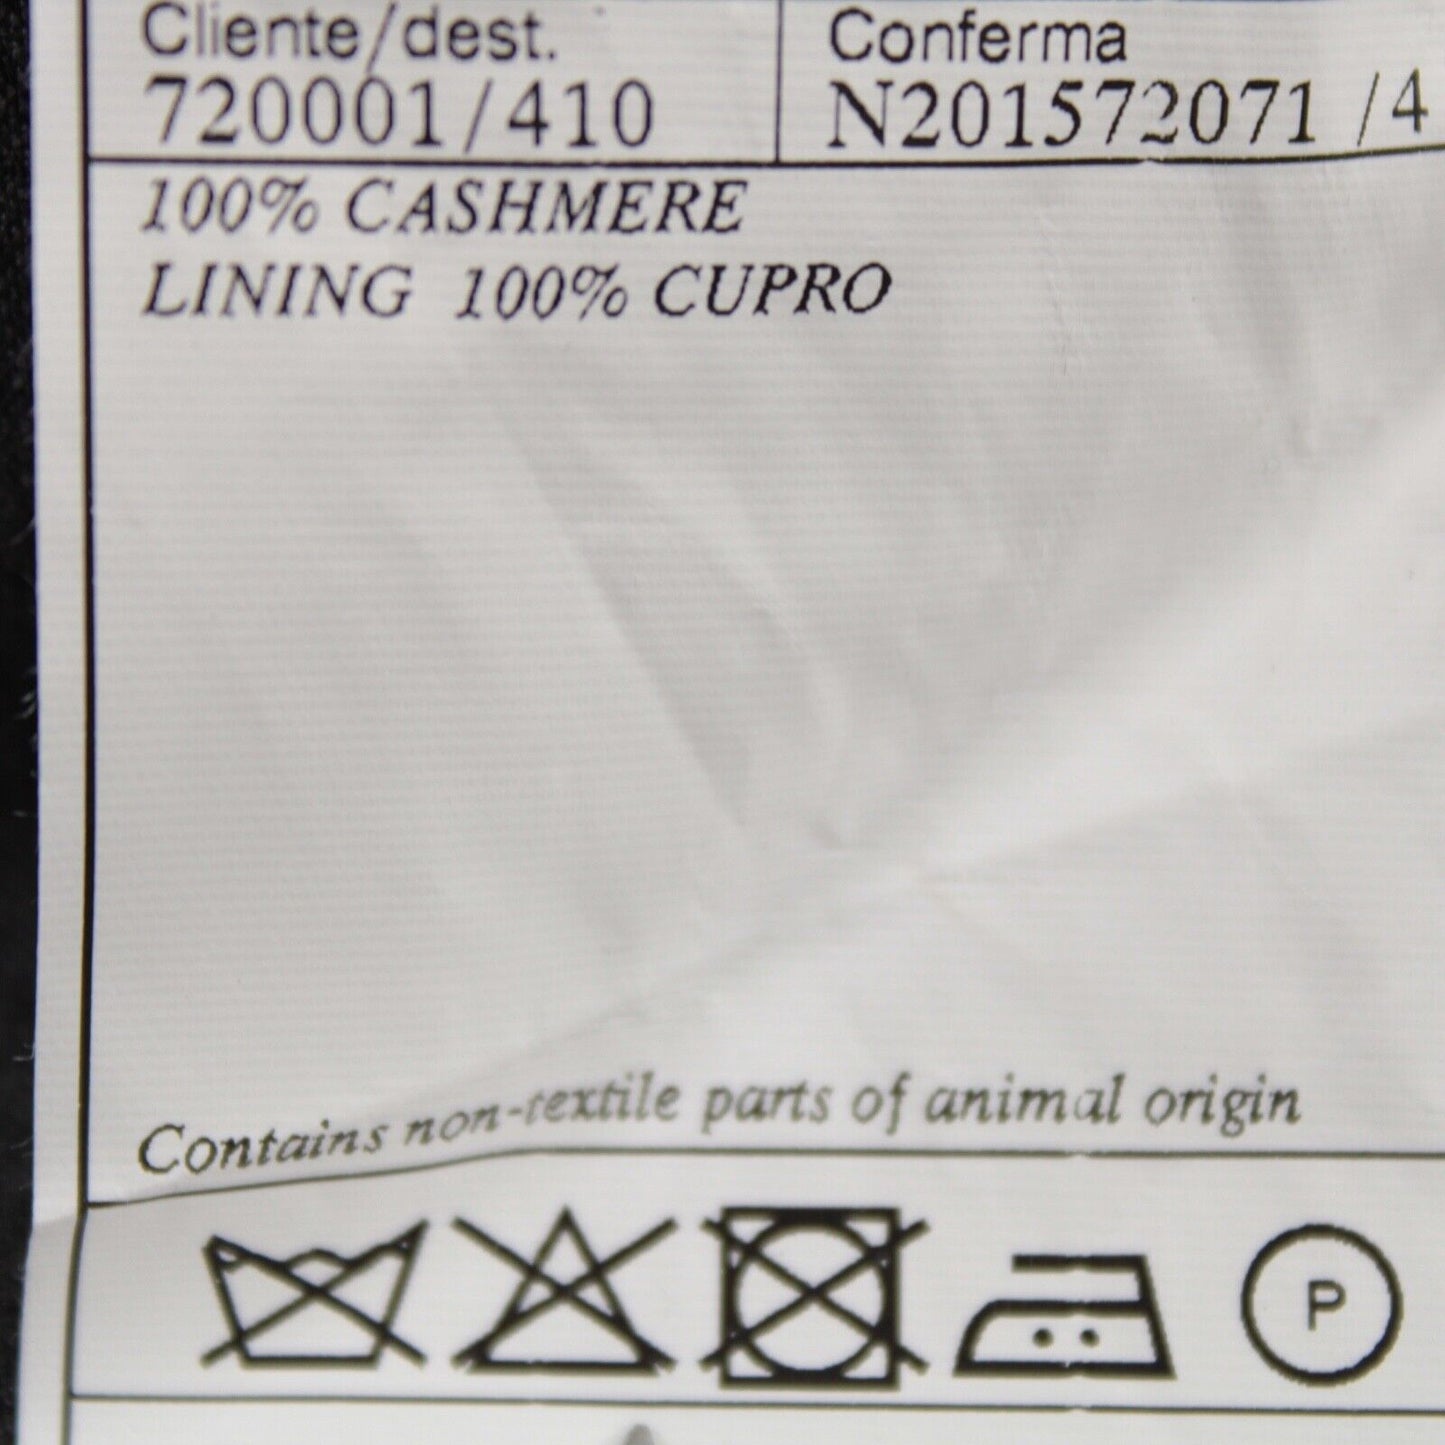 Cliente/dest.
720001/410
Conferma
N201572071 /4
100% CASHMERE
LINING 100% CUPRO
Contains non-textile parts of animal origin
P